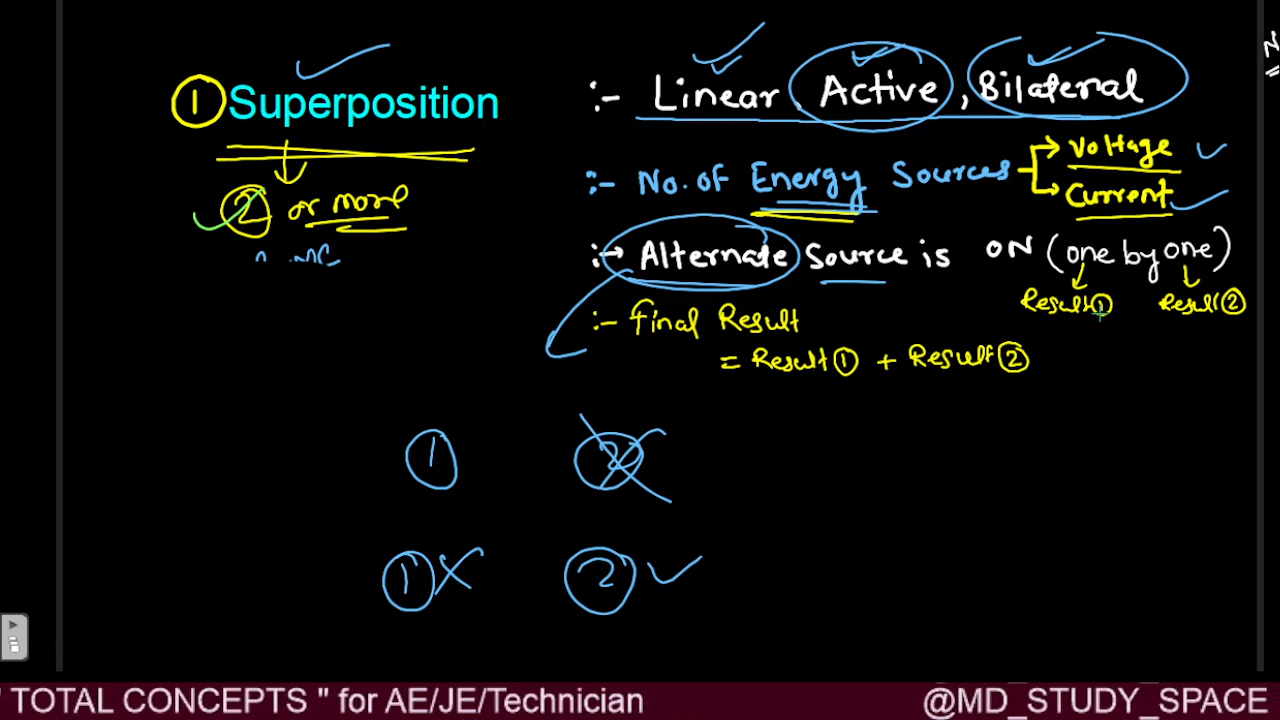 ① Superposition
② or more
:- Linear, Active, Bilateral
:- No. of Energy Sources
Voltage
Current
:→ Alternate Source is ON (one by one)
Result① Result②
:- Final Result
= Result① + Result②
① ②
① ②
" TOTAL CONCEPTS " for AE/JE/Technician @MD_STUDY_SPACE